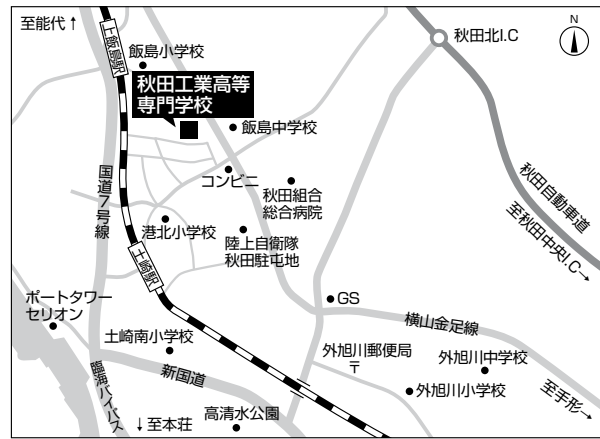 至能代↑
上飯島駅
飯島小学校
秋田工業高等
専門学校
秋田北I.C
N
飯島中学校
コンビニ
秋田組合
総合病院
国道7号線
港北小学校
陸上自衛隊
秋田駐屯地
秋田自動車道
至秋田中央I.C→
土崎駅
GS
ポートタワー
セリオン
横山金足線
土崎南小学校
外旭川郵便局
〒
外旭川中学校
新国道
外旭川小学校
臨海バイパス
↓至本荘
高清水公園
至手形→